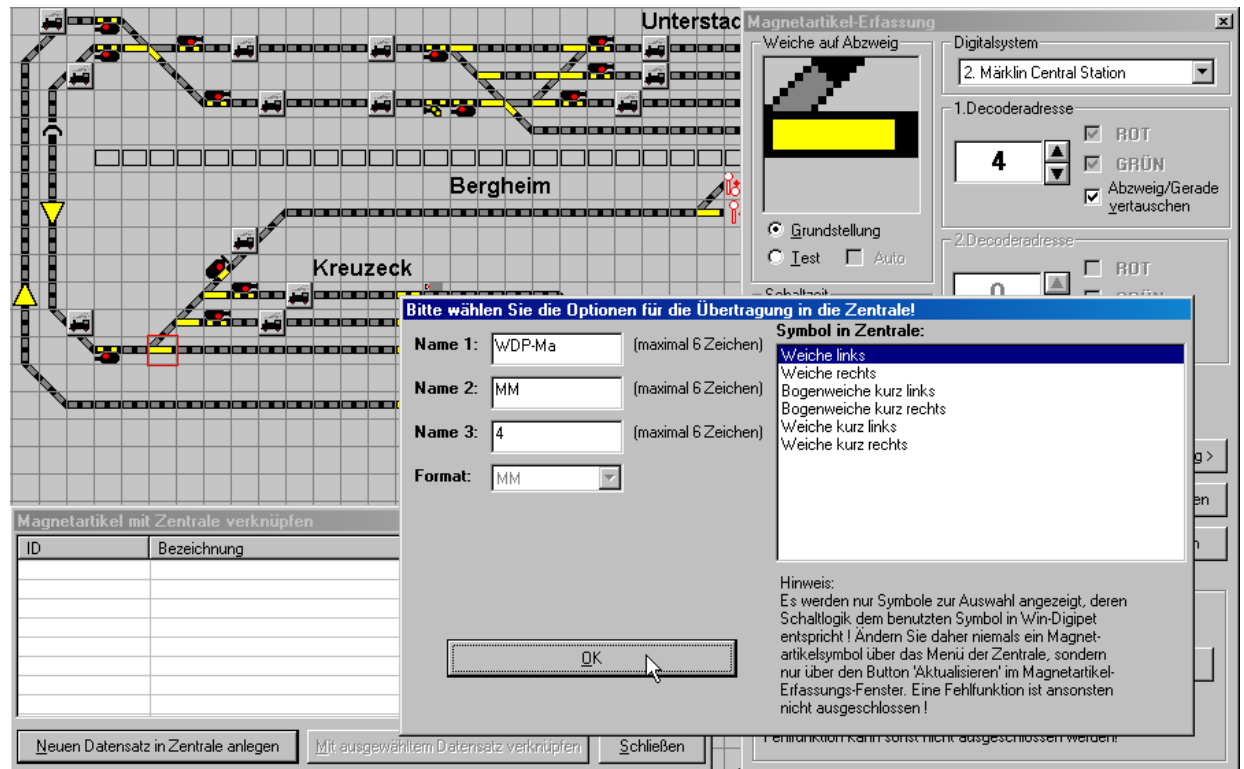 Unterstad
Bergheim
Kreuzeck
Magnetartikel-Erfassung
Weiche auf Abzweig
Grundstellung
Test
Auto
Schaltzeit
Digitalsystem
2. Märklin Central Station
1.Decoderadresse
4
ROT
GRÜN
Abzweig/Gerade
vertauschen
2.Decoderadresse
0
ROT
GRÜN
g >
en
n
Bitte wählen Sie die Optionen für die Übertragung in die Zentrale!
Name 1:
WDP-Ma
(maximal 6 Zeichen)
Name 2:
MM
(maximal 6 Zeichen)
Name 3:
4
(maximal 6 Zeichen)
Format:
MM
OK
Symbol in Zentrale:
Weiche links
Weiche rechts
Bogenweiche kurz links
Bogenweiche kurz rechts
Weiche kurz links
Weiche kurz rechts
Hinweis:
Es werden nur Symbole zur Auswahl angezeigt, deren
Schaltlogik dem benutzten Symbol in Win-Digipet
entspricht ! Ändern Sie daher niemals ein Magnet-
artikelsymbol über das Menü der Zentrale, sondern
nur über den Button 'Aktualisieren' im Magnetartikel-
Erfassungs-Fenster. Eine Fehlfunktion ist ansonsten
nicht ausgeschlossen !
Fehlfunktion kann sonst nicht ausgeschlossen werden!
Magnetartikel mit Zentrale verknüpfen
ID
Bezeichnung
Neuen Datensatz in Zentrale anlegen
Mit ausgewähltem Datensatz verknüpfen
Schließen